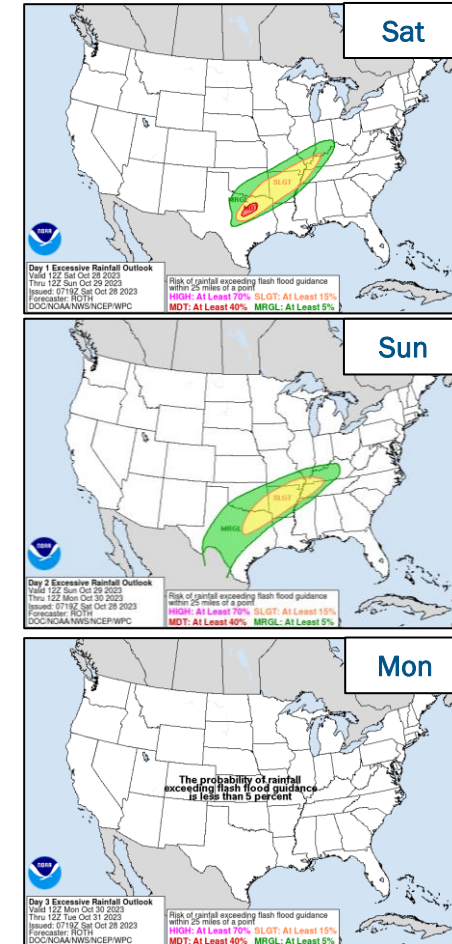 Sat
SLGT
MRGL
MDT
NOAA
Day 1 Excessive Rainfall Outlook
Valid 12Z Sat Oct 28 2023
Thru 12Z Sun Oct 29 2023
Issued: 0719Z Sat Oct 28 2023
Forecaster: ROTH
DOC/NOAA/NWS/NCEP/WPC
Risk of rainfall exceeding flash flood guidance
within 25 miles of a point
HIGH: At Least 70% SLGT: At Least 15%
MDT: At Least 40% MRGL: At Least 5%
Sun
SLGT
MRGL
NOAA
Day 2 Excessive Rainfall Outlook
Valid 12Z Sun Oct 29 2023
Thru 12Z Mon Oct 30 2023
Issued: 0719Z Sat Oct 28 2023
Forecaster: ROTH
DOC/NOAA/NWS/NCEP/WPC
Risk of rainfall exceeding flash flood guidance
within 25 miles of a point
HIGH: At Least 70% SLGT: At Least 15%
MDT: At Least 40% MRGL: At Least 5%
Mon
The probability of rainfall
exceeding flash flood guidance
is less than 5 percent
NOAA
Day 3 Excessive Rainfall Outlook
Valid 12Z Mon Oct 30 2023
Thru 12Z Tue Oct 31 2023
Issued: 0719Z Sat Oct 28 2023
Forecaster: ROTH
DOC/NOAA/NWS/NCEP/WPC
Risk of rainfall exceeding flash flood guidance
within 25 miles of a point
HIGH: At Least 70% SLGT: At Least 15%
MDT: At Least 40% MRGL: At Least 5%